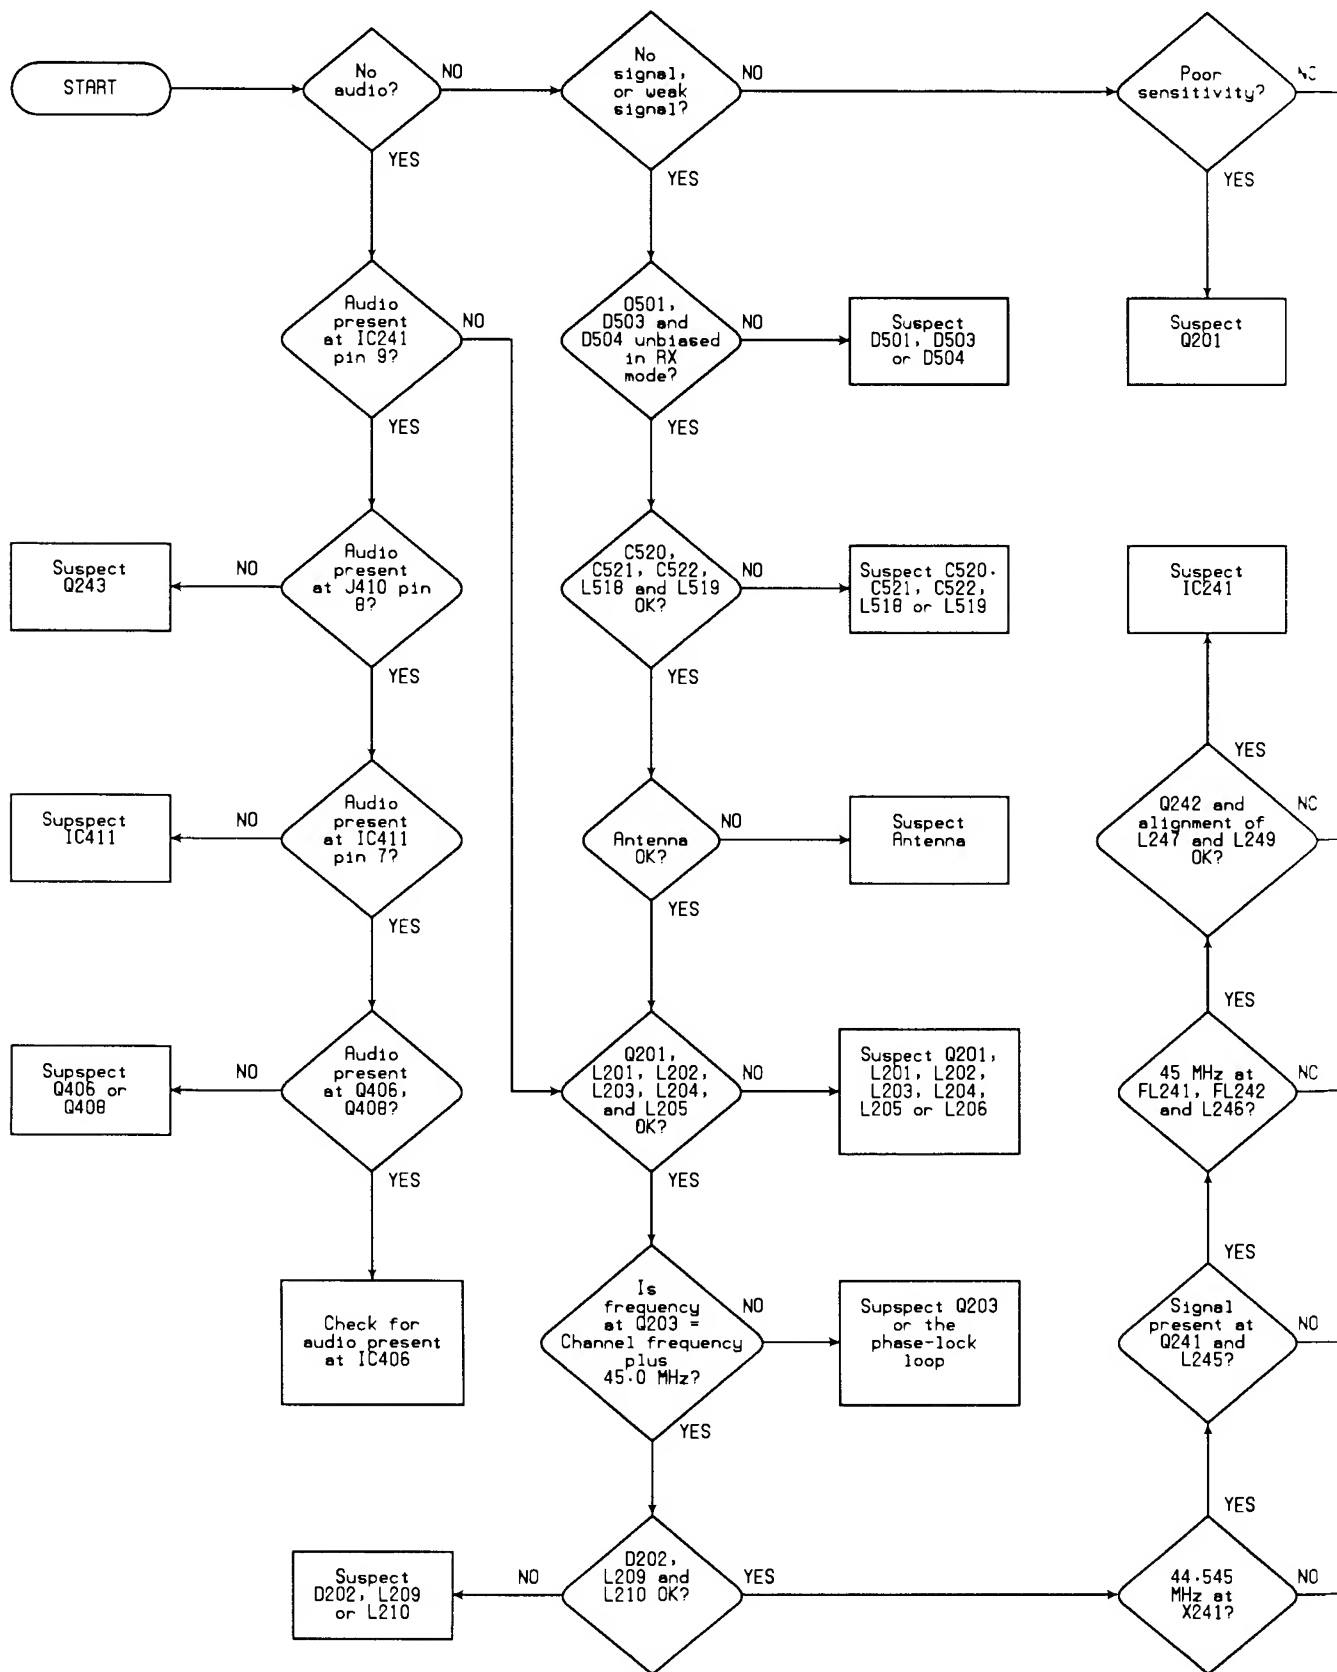 START
No
audio?
NO
YES
No
signal,
or weak
signal?
NO
YES
Poor
sensitivity?
YES
Audio
present
at IC241
pin 9?
NO
YES
D501,
D503 and
D504 unbiased
in RX
mode?
NO
YES
Suspect
D501, D503
or D504
Suspect
Q201
Suspect
Q243
NO
Audio
present
at J410 pin
8?
YES
C520,
C521, C522,
L518 and L519
OK?
NO
YES
Suspect C520.
C521, C522,
L518 or L519
Suspect
IC241
Supspect
IC411
NO
Audio
present
at IC411
pin 7?
YES
Antenna
OK?
NO
YES
Suspect
Antenna
YES
Q242 and
alignment of
L247 and L249
OK?
Supspect
Q406 or
Q408
NO
Audio
present
at Q406,
Q408?
YES
Q201,
L201, L202,
L203, L204,
and L205
OK?
NO
YES
Suspect Q201,
L201, L202,
L203, L204,
L205 or L206
YES
45 MHz at
FL241, FL242
and L246?
Check for
audio present
at IC406
Is
frequency
at Q203 =
Channel frequency
plus
45.0 MHz?
NO
YES
Supspect Q203
or the
phase-lock
loop
YES
Signal
present at
Q241 and
L245?
NO
Suspect
D202, L209
or L210
NO
D202,
L209 and
L210 OK?
YES
YES
44.545
MHz at
X241?
NO